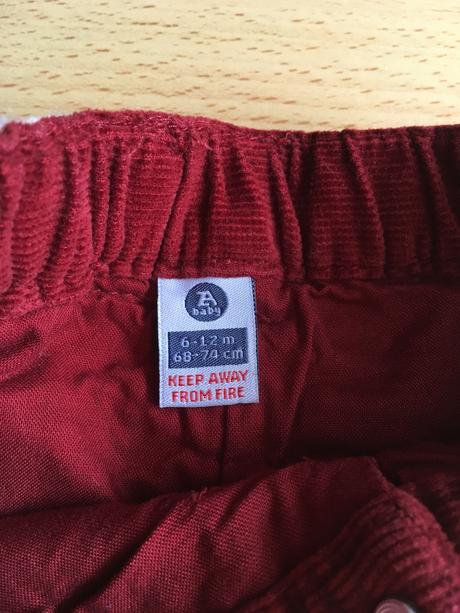 A
baby
6-12 m
68-74 cm
KEEP AWAY
FROM FIRE